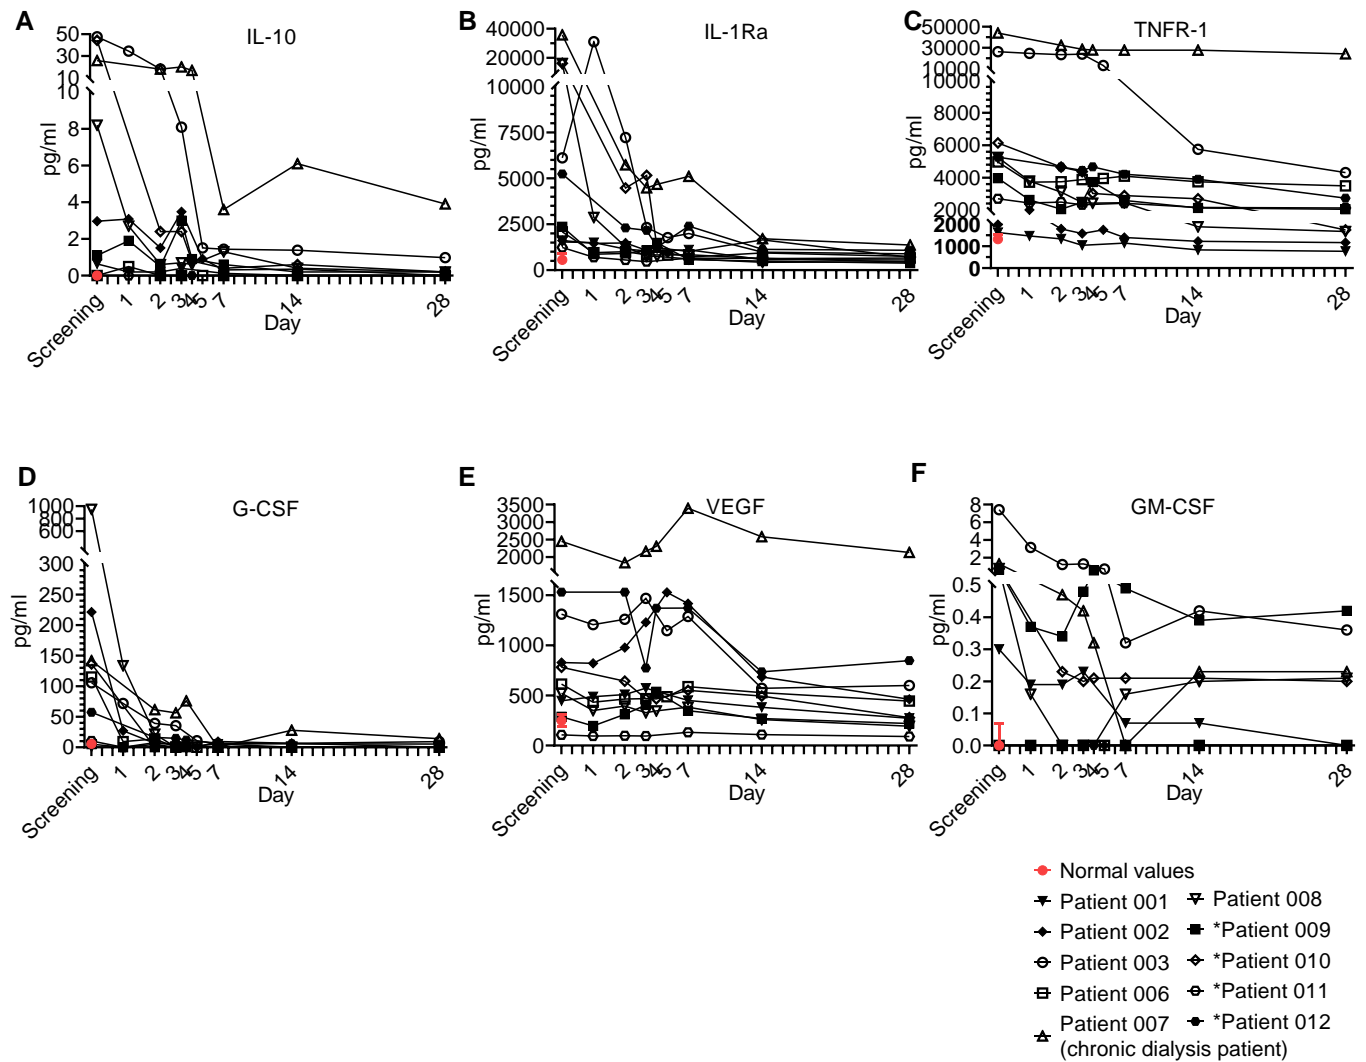 A
IL-10
50
30
10
10
8
6
4
2
0
pg/ml
Screening
1
2
3
4
5
7
14
28
Day
B
IL-1Ra
40000
20000
10000
7500
5000
2500
0
pg/ml
Screening
1
2
3
4
5
7
14
28
Day
C
TNFR-1
50000
30000
10000
10000
8000
6000
4000
2000
2000
1000
0
pg/ml
Screening
1
2
3
4
5
7
14
28
Day
D
G-CSF
1000
800
600
300
250
200
150
100
50
0
pg/ml
Screening
1
2
3
4
5
7
14
28
Day
E
VEGF
3500
3000
2500
2000
1500
1000
500
0
pg/ml
Screening
1
2
3
4
5
7
14
28
Day
F
GM-CSF
8
6
4
2
0.5
0.4
0.3
0.2
0.1
0.0
pg/ml
Screening
1
2
3
4
5
7
14
28
Day
Normal values
Patient 001
Patient 002
Patient 003
Patient 006
Patient 007
(chronic dialysis patient)
Patient 008
*Patient 009
*Patient 010
*Patient 011
*Patient 012